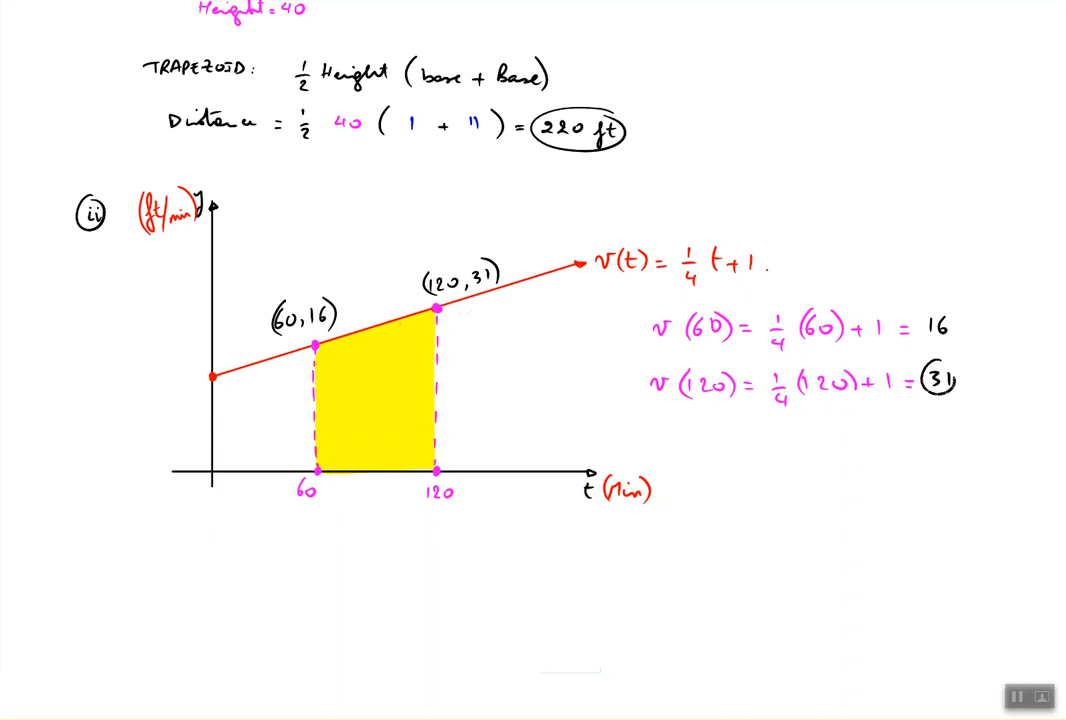 Height = 40
TRAPEZOID: 1/2 Height (base + Base)
Distance = 1/2 40 ( 1 + 11 ) = 220 ft
ii (ft/min) y
v(t) = 1/4 t + 1.
(120, 31)
(60, 16)
v(60) = 1/4 (60) + 1 = 16
v(120) = 1/4 (120) + 1 = 31
60 120 t (Min)